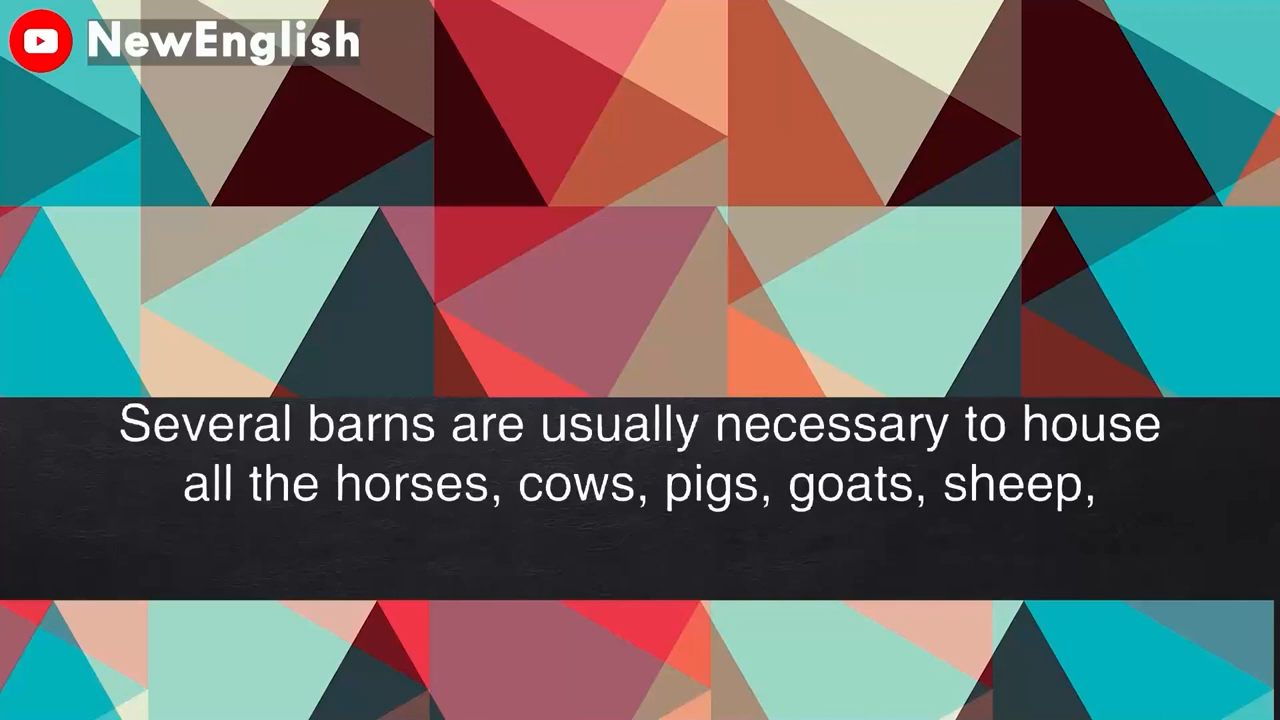 NewEnglish
Several barns are usually necessary to house
all the horses, cows, pigs, goats, sheep,